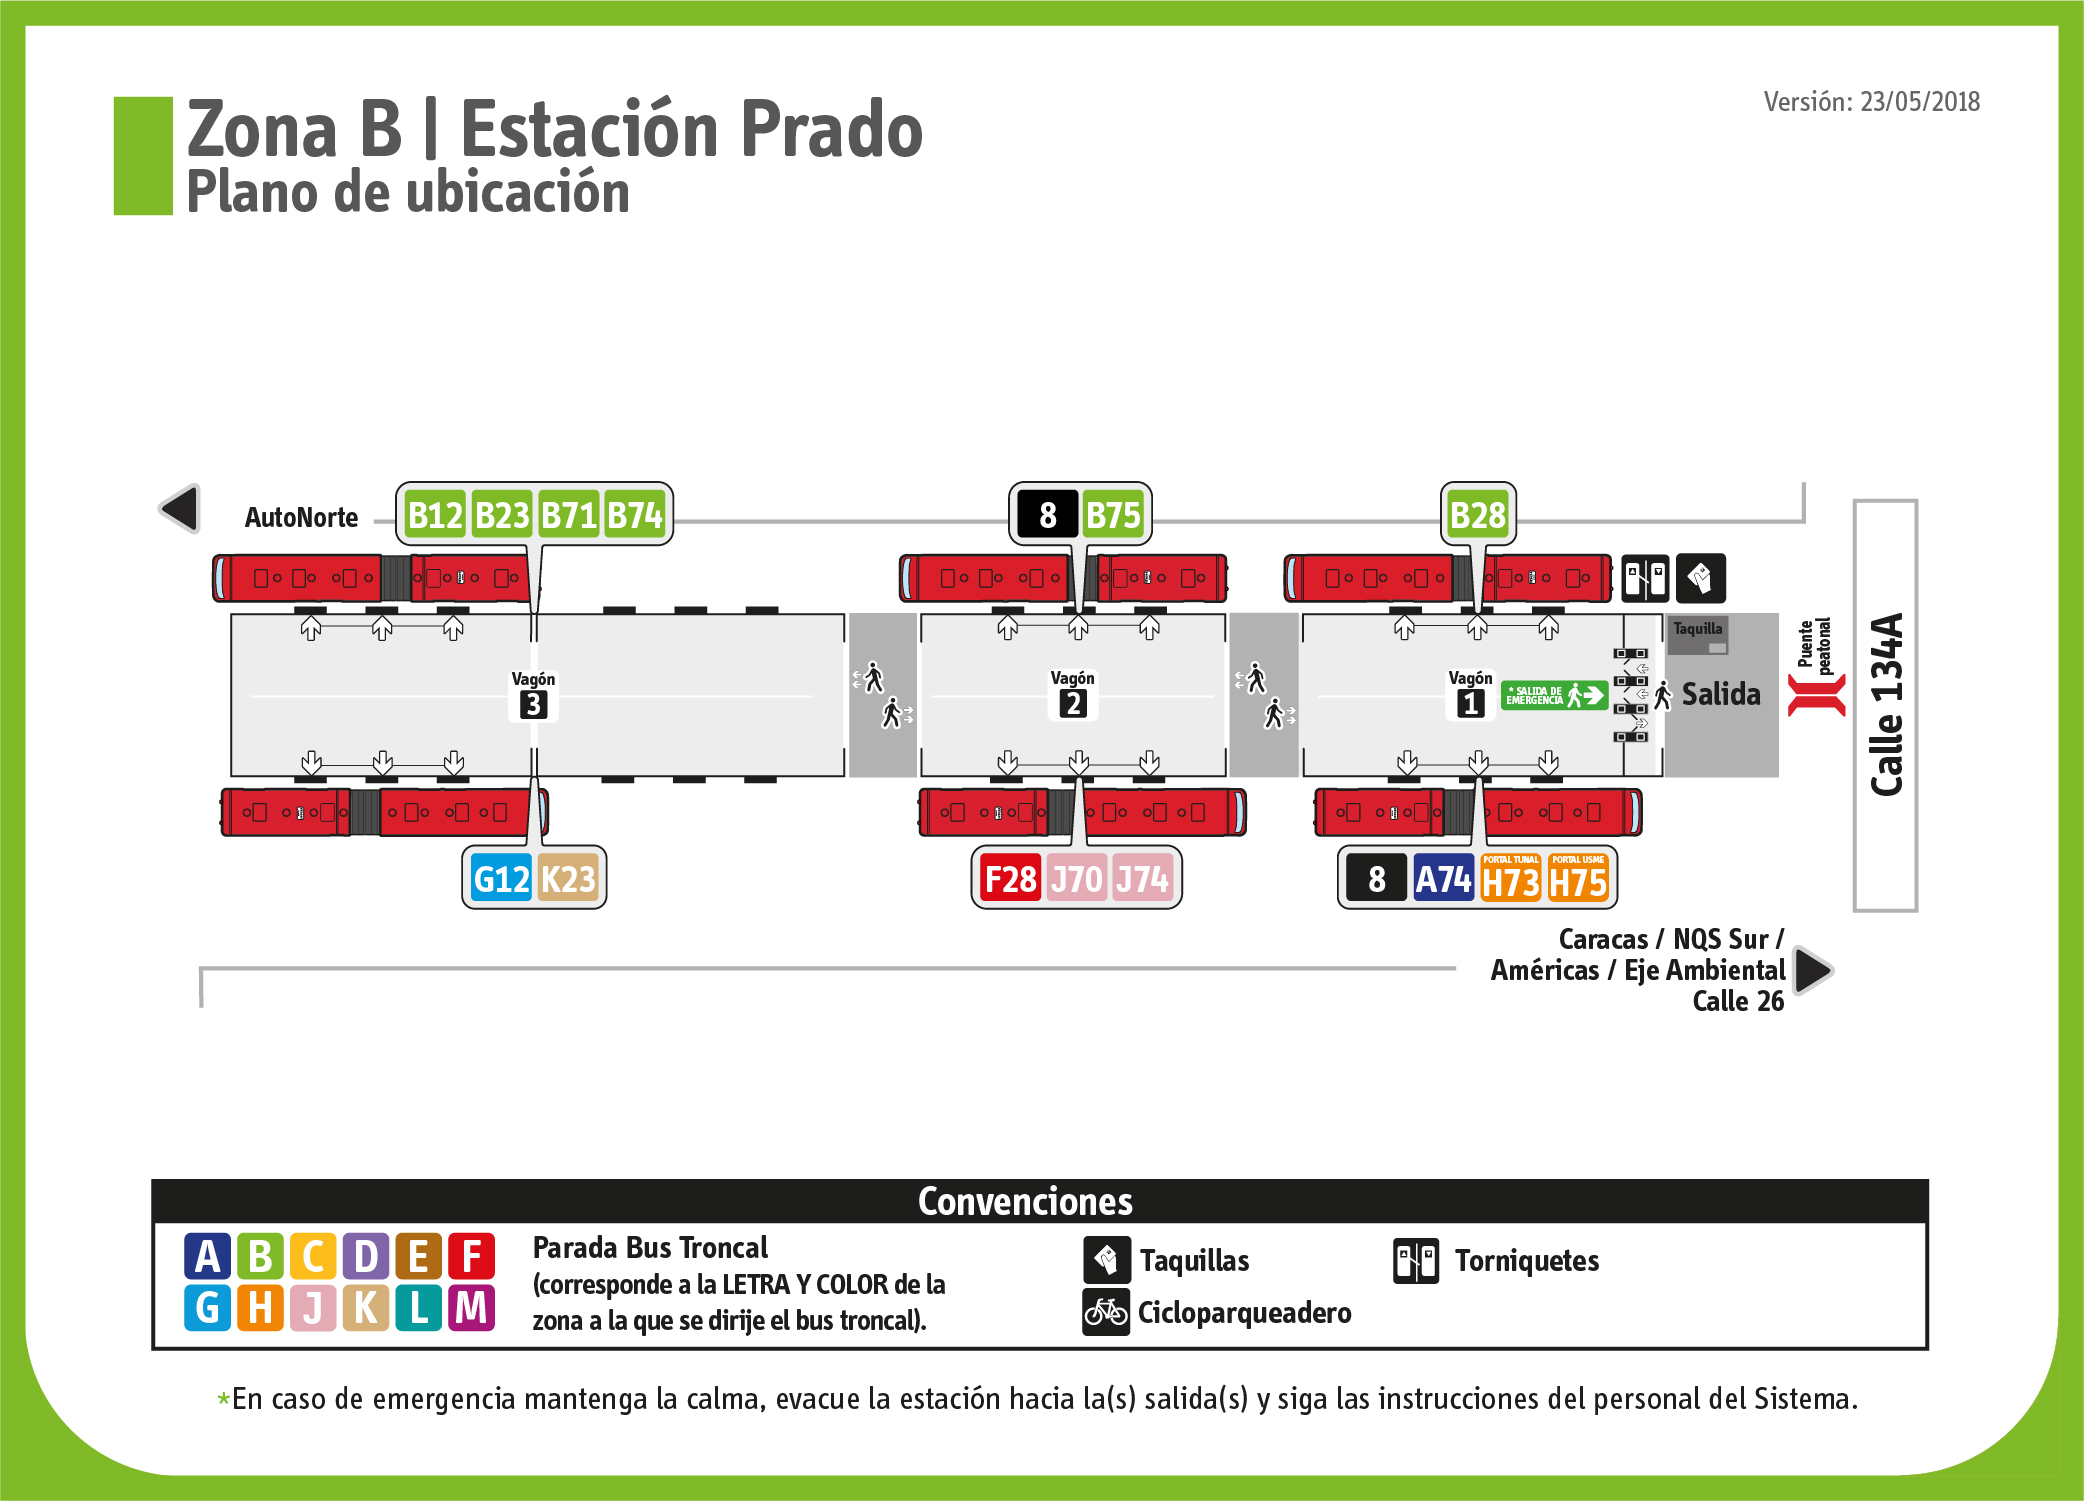 Zona B | Estación Prado
Plano de ubicación
Versión: 23/05/2018
AutoNorte
B12 B23 B71 B74
8 B75
B28
Taquilla
Puente
peatonal
Calle 134A
Vagón
3
Vagón
2
Vagón
1
* SALIDA DE
EMERGENCIA
Salida
G12 K23
F28 J70 J74
8 A74 PORTAL TUNAL H73 PORTAL USME H75
Caracas / NQS Sur /
Américas / Eje Ambiental
Calle 26
Convenciones
A B C D E F
G H J K L M
Parada Bus Troncal
(corresponde a la LETRA Y COLOR de la
zona a la que se dirije el bus troncal).
Taquillas
Cicloparqueadero
Torniquetes
*En caso de emergencia mantenga la calma, evacue la estación hacia la(s) salida(s) y siga las instrucciones del personal del Sistema.